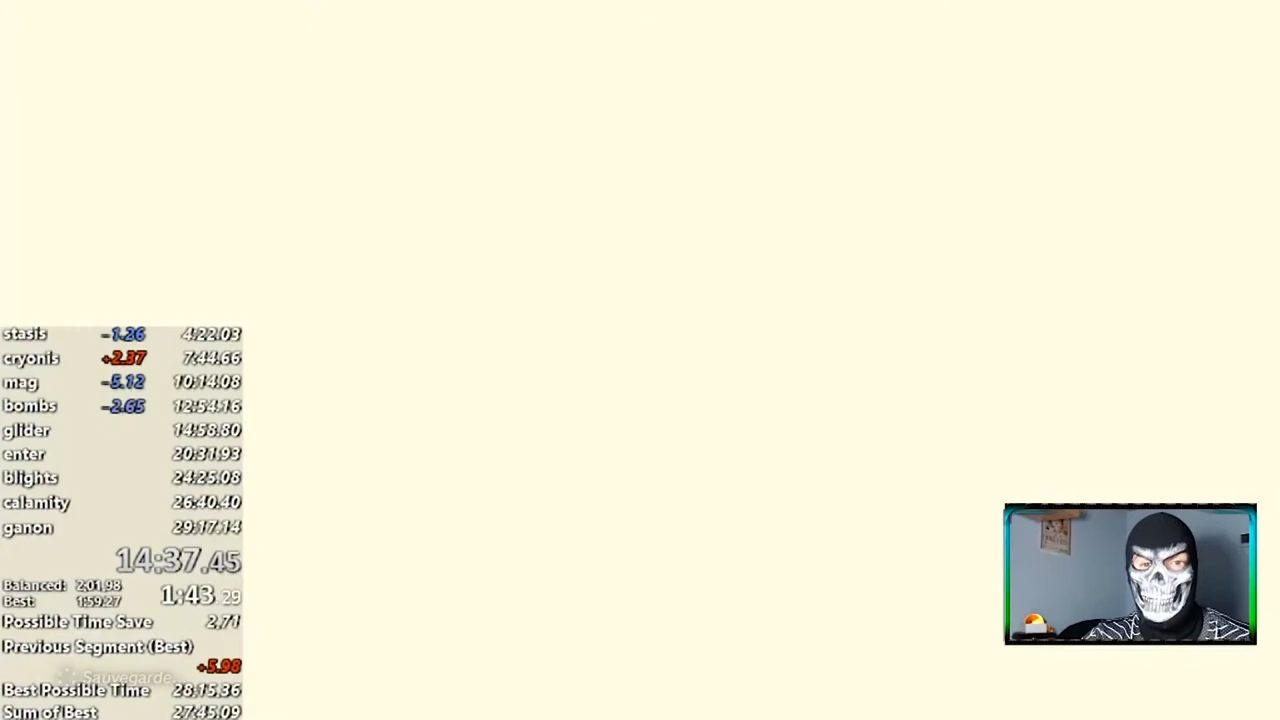 stasis -1.26 4:22.03
cryonis +2.37 7:44.66
mag -5.12 10:14.08
bombs -2.65 12:54.16
glider 14:58.80
enter 20:31.93
blights 24:25.08
calamity 26:40.40
ganon 29:17.14
14:37.45
Balanced: 2:01,98
Best: 1:59:27
1:43.29
Possible Time Save 2,71
Previous Segment (Best)
+5.98
Sauvegarde...
Best Possible Time 28:15,36
Sum of Best 27:45.09